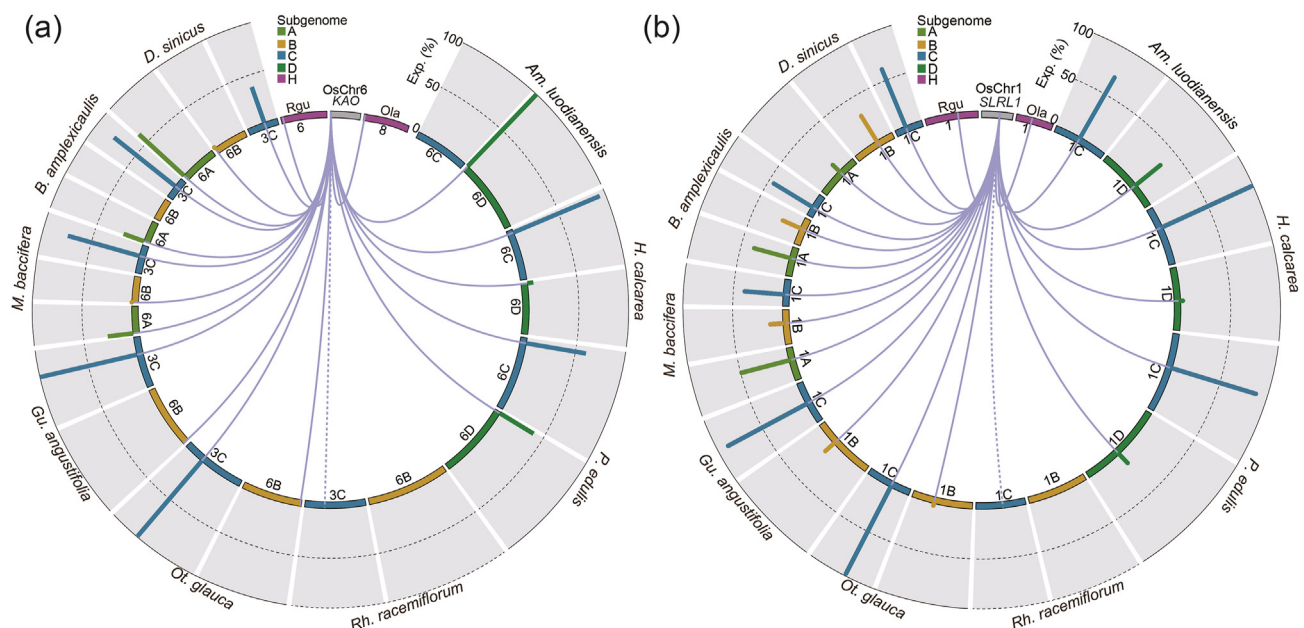 (a)
D. sinicus
Subgenome
A
B
C
D
H
Exp. (%)
100
50
0
Am. luodianensis
H. calcarea
P. edulis
Rh. racemiflorum
Ot. glauca
Gu. angustifolia
M. baccifera
B. amplexicaulis
OsChr6
KAO
Ola
8
6C
6D
6C
6D
6C
6D
6B
3C
6B
3C
6B
3C
6A
6B
3C
6A
6B
3C
6A
6B
3C
Rgu
6
(b)
D. sinicus
Subgenome
A
B
C
D
H
Exp. (%)
100
50
0
Am. luodianensis
H. calcarea
P. edulis
Rh. racemiflorum
Ot. glauca
Gu. angustifolia
M. baccifera
B. amplexicaulis
OsChr1
SLRL1
Ola
1
1C
1D
1C
1D
1C
1D
1B
1C
1B
1C
1B
1C
1A
1B
1C
1A
1B
1C
1A
1B
1C
Rgu
1